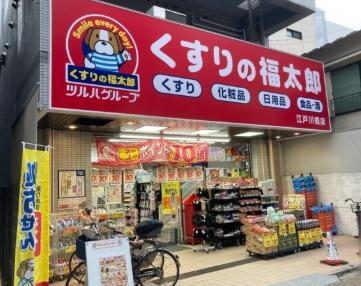 Smile every day!
くすりの福太郎
ツルハグループ
くすりの福太郎
くすり
化粧品
日用品
食品・酒
江戸川橋店